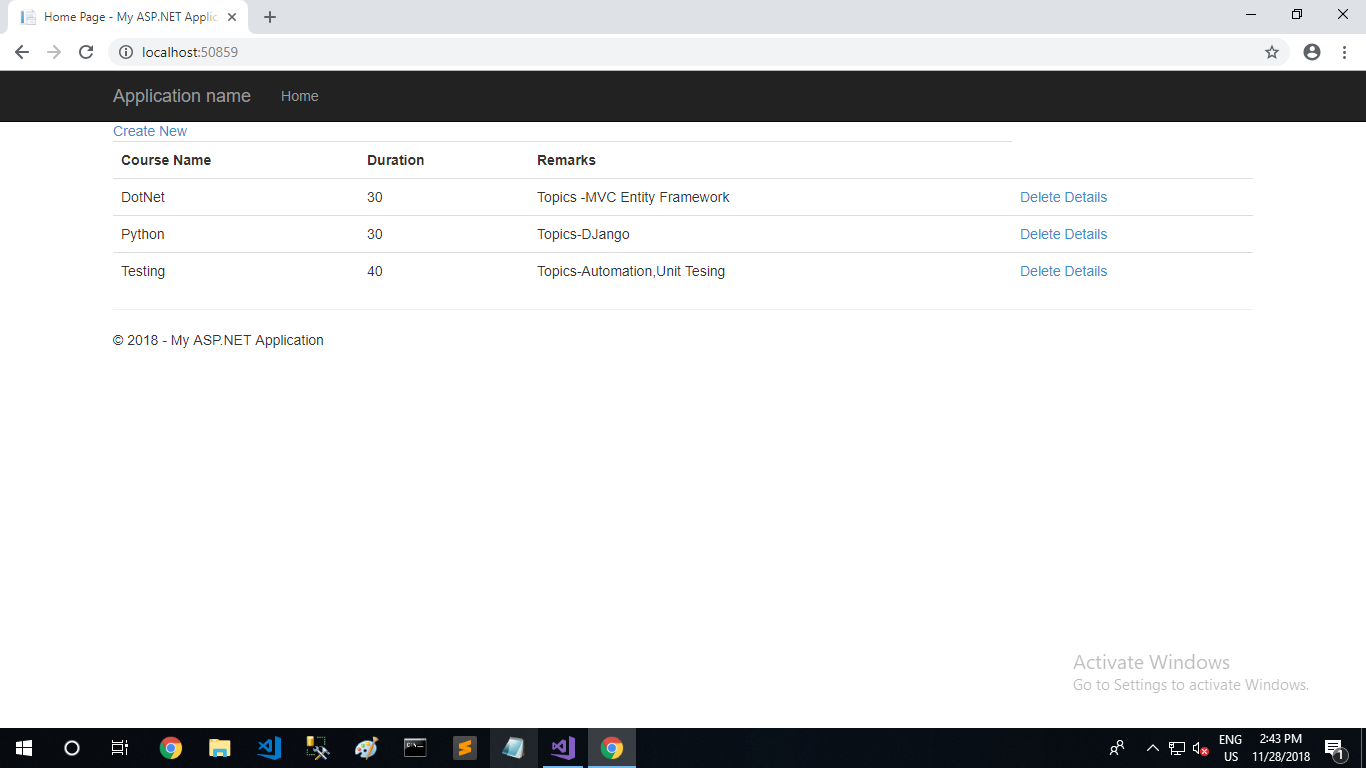 Home Page - My ASP.NET Applic
localhost:50859
Application name Home
Create New
Course Name Duration Remarks
DotNet 30 Topics -MVC Entity Framework Delete Details
Python 30 Topics-DJango Delete Details
Testing 40 Topics-Automation,Unit Tesing Delete Details
© 2018 - My ASP.NET Application
Activate Windows
Go to Settings to activate Windows.
ENG 2:43 PM
US 11/28/2018
1